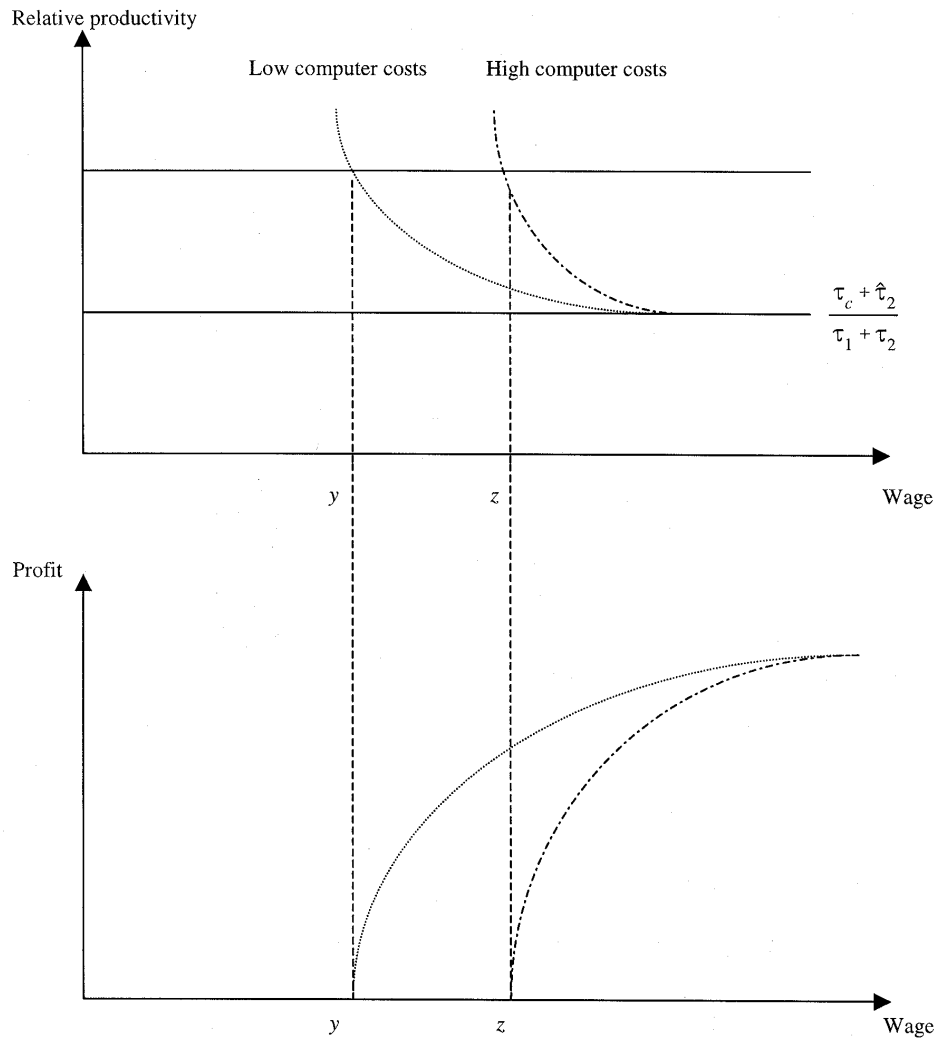 Relative productivity
Low computer costs
High computer costs
τc + τ̂2
τ1 + τ2
y
z
Wage
Profit
y
z
Wage